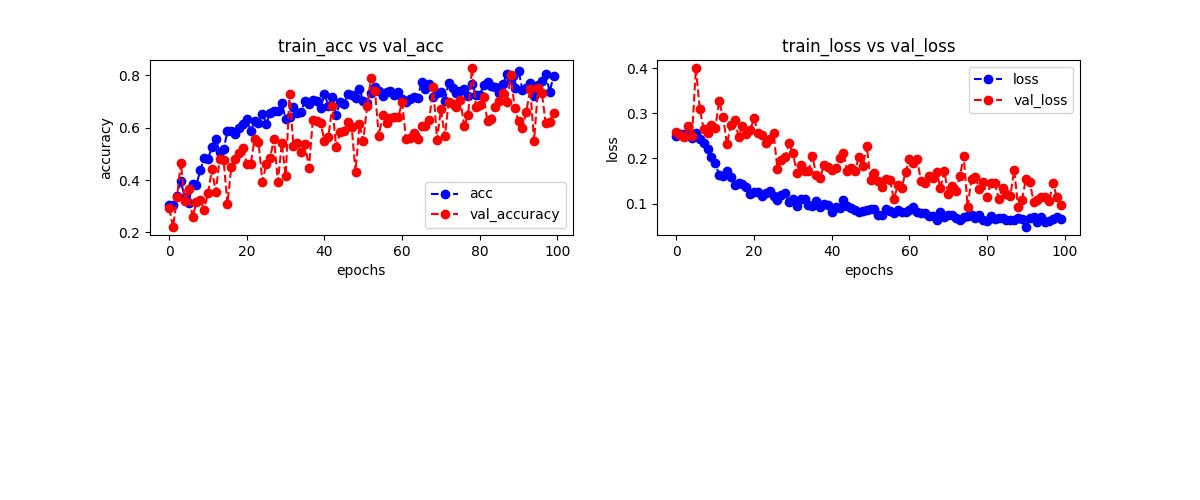 train_acc vs val_acc
accuracy
0.8
0.6
0.4
0.2
acc
val_accuracy
0 20 40 60 80 100
epochs
train_loss vs val_loss
loss
0.4
0.3
0.2
0.1
loss
val_loss
0 20 40 60 80 100
epochs